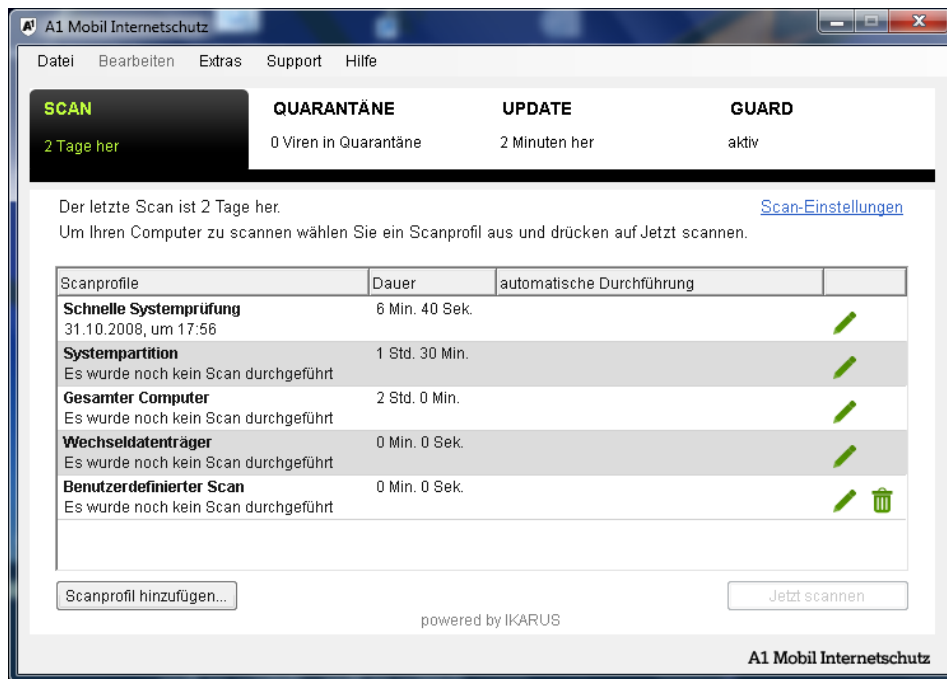 A1 Mobil Internetschutz
Datei Bearbeiten Extras Support Hilfe
SCAN QUARANTÄNE UPDATE GUARD
2 Tage her 0 Viren in Quarantäne 2 Minuten her aktiv
Der letzte Scan ist 2 Tage her. Scan-Einstellungen
Um Ihren Computer zu scannen wählen Sie ein Scanprofil aus und drücken auf Jetzt scannen.
Scanprofile Dauer automatische Durchführung
Schnelle Systemprüfung 6 Min. 40 Sek.
31.10.2008, um 17:56
Systempartition 1 Std. 30 Min.
Es wurde noch kein Scan durchgeführt
Gesamter Computer 2 Std. 0 Min.
Es wurde noch kein Scan durchgeführt
Wechseldatenträger 0 Min. 0 Sek.
Es wurde noch kein Scan durchgeführt
Benutzerdefinierter Scan 0 Min. 0 Sek.
Es wurde noch kein Scan durchgeführt
Scanprofil hinzufügen... Jetzt scannen
powered by IKARUS
A1 Mobil Internetschutz